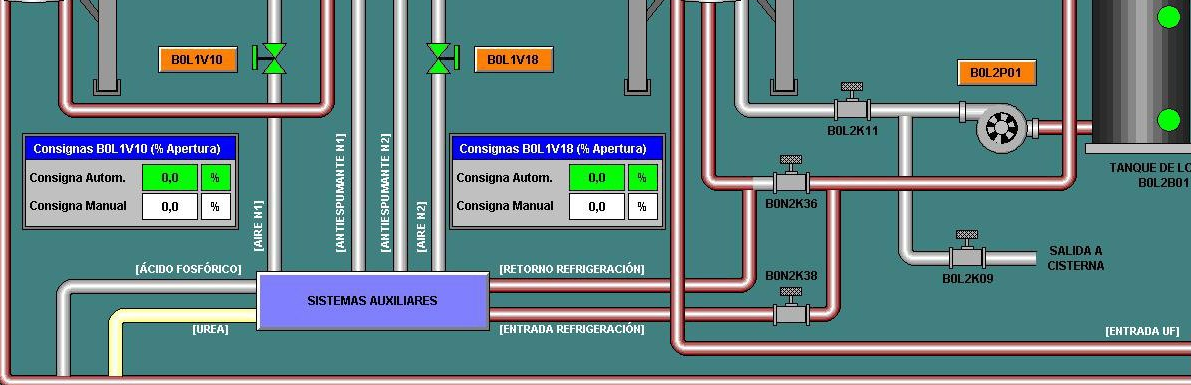 B0L1V10
B0L1V18
B0L2P01
B0L2K11
Consignas B0L1V10 (% Apertura)
Consigna Autom. 0,0 %
Consigna Manual 0,0 %
Consignas B0L1V18 (% Apertura)
Consigna Autom. 0,0 %
Consigna Manual 0,0 %
[AIRE N1]
[ANTIESPUMANTE N1]
[ANTIESPUMANTE N2]
[AIRE N2]
TANQUE DE LO
B0L2B01
B0N2K36
SALIDA A
CISTERNA
B0L2K09
[ÁCIDO FOSFÓRICO]
[UREA]
SISTEMAS AUXILIARES
[RETORNO REFRIGERACIÓN]
[ENTRADA REFRIGERACIÓN]
B0N2K38
[ENTRADA UF]